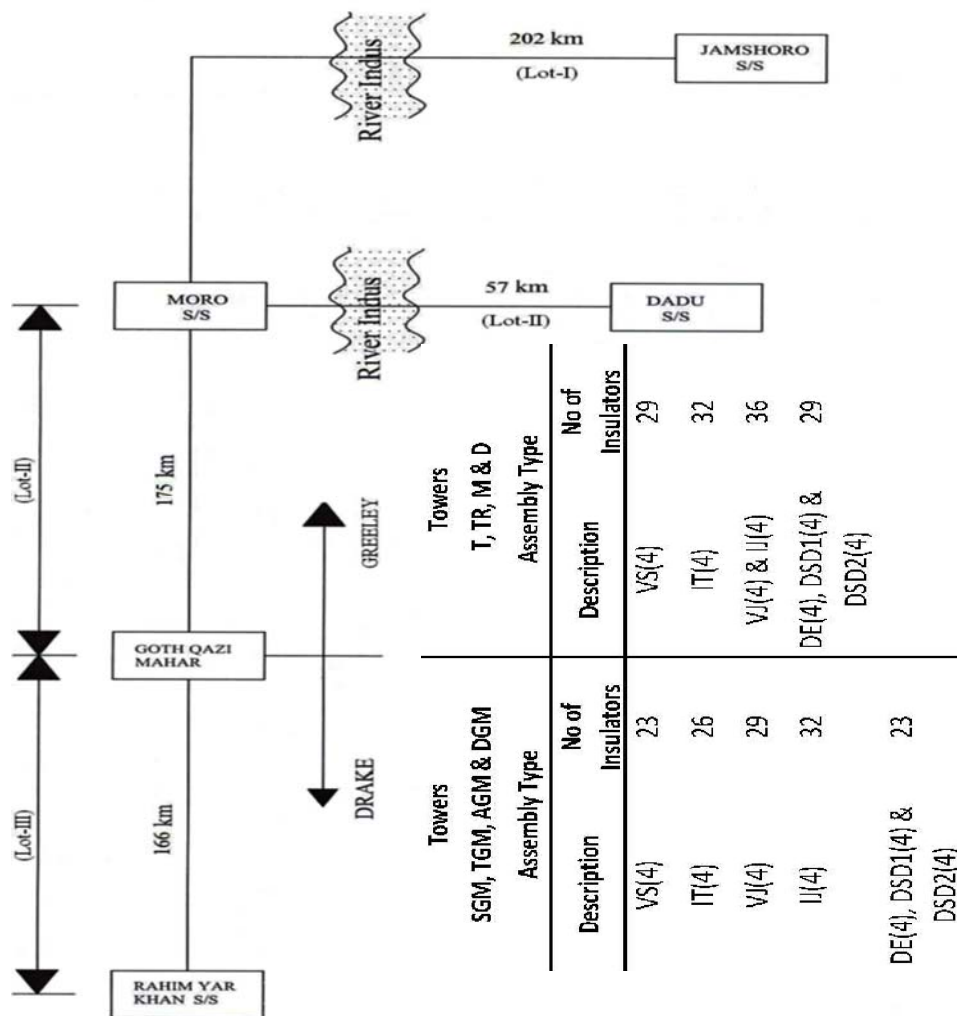 202 km
(Lot-I)
JAMSHORO
S/S
River Indus
MORO
S/S
57 km
(Lot-II)
DADU
S/S
River Indus
(Lot-II)
175 km
GREELEY
GOTH QAZI
MAHAR
DRAKE
(Lot-III)
166 km
RAHIM YAR
KHAN S/S
Towers
T, TR, M & D
Assembly Type
Description No of
Insulators
VS(4) 29
IT(4) 32
VJ(4) & IJ(4) 36
DE(4), DSD1(4) & 29
DSD2(4)
Towers
SGM, TGM, AGM & DGM
Assembly Type
Description No of
Insulators
VS(4) 23
IT(4) 26
VJ(4) 29
IJ(4) 32
DE(4), DSD1(4) & 23
DSD2(4)